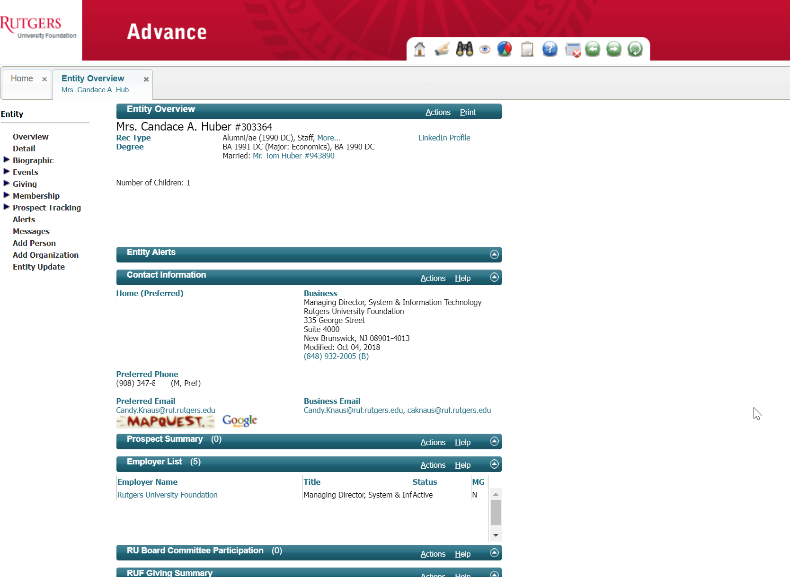 RUTGERS
University Foundation
Advance
Home ×
Entity Overview ×
Mrs. Candace A. Hub
Entity
Overview
Detail
Biographic
Events
Giving
Membership
Prospect Tracking
Alerts
Messages
Add Person
Add Organization
Entity Update
Entity Overview Actions Print
Mrs. Candace A. Huber #303364
Rec Type Alumni/ae (1990 DC), Staff, More... LinkedIn Profile
Degree BA 1991 DC (Major: Economics), BA 1990 DC
Married: Mr. Tom Huber #943890
Number of Children: 1
Entity Alerts
Contact Information Actions Help
Home (Preferred) Business
Managing Director, System & Information Technology
Rutgers University Foundation
335 George Street
Suite 4000
New Brunswick, NJ 08901-4013
Modified: Oct 04, 2018
(848) 932-2005 (B)
Preferred Phone
(908) 347-8 (M, Pref)
Preferred Email Business Email
Candy.Knaus@ruf.rutgers.edu Candy.Knaus@ruf.rutgers.edu, caknaus@ruf.rutgers.edu
MAPQUEST. Google
Prospect Summary (0) Actions Help
Employer List (5) Actions Help
Employer Name Title Status MG
Rutgers University Foundation Managing Director, System & Inf Active N
RU Board Committee Participation (0) Actions Help
RUF Giving Summary Actions Help